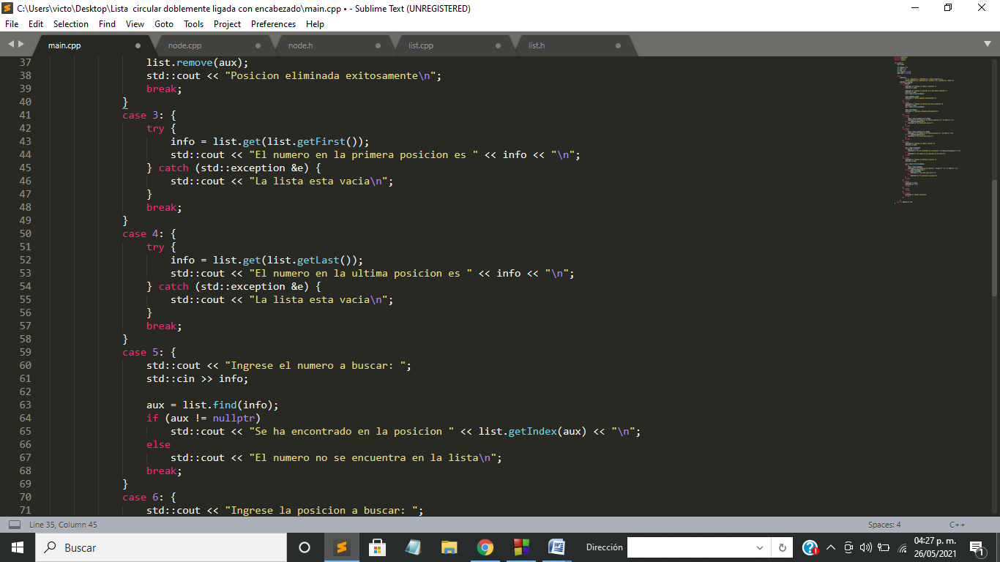 C:\Users\victo\Desktop\Lista  circular doblemente ligada con encabezado\main.cpp • - Sublime Text (UNREGISTERED)
File Edit Selection Find View Goto Tools Project Preferences Help
main.cpp node.cpp node.h list.cpp list.h
37 list.remove(aux);
38 std::cout << "Posicion eliminada exitosamente\n";
39 break;
40 }
41 case 3: {
42 try {
43 info = list.get(list.getFirst());
44 std::cout << "El numero en la primera posicion es " << info << "\n";
45 } catch (std::exception &e) {
46 std::cout << "La lista esta vacia\n";
47 }
48 break;
49 }
50 case 4: {
51 try {
52 info = list.get(list.getLast());
53 std::cout << "El numero en la ultima posicion es " << info << "\n";
54 } catch (std::exception &e) {
55 std::cout << "La lista esta vacia\n";
56 }
57 break;
58 }
59 case 5: {
60 std::cout << "Ingrese el numero a buscar: ";
61 std::cin >> info;
62
63 aux = list.find(info);
64 if (aux != nullptr)
65 std::cout << "Se ha encontrado en la posicion " << list.getIndex(aux) << "\n";
66 else
67 std::cout << "El numero no se encuentra en la lista\n";
68 break;
69 }
70 case 6: {
71 std::cout << "Ingrese la posicion a buscar: ";
Line 35, Column 45 Spaces: 4 C++
Buscar Dirección 04:27 p. m.
26/05/2021 1